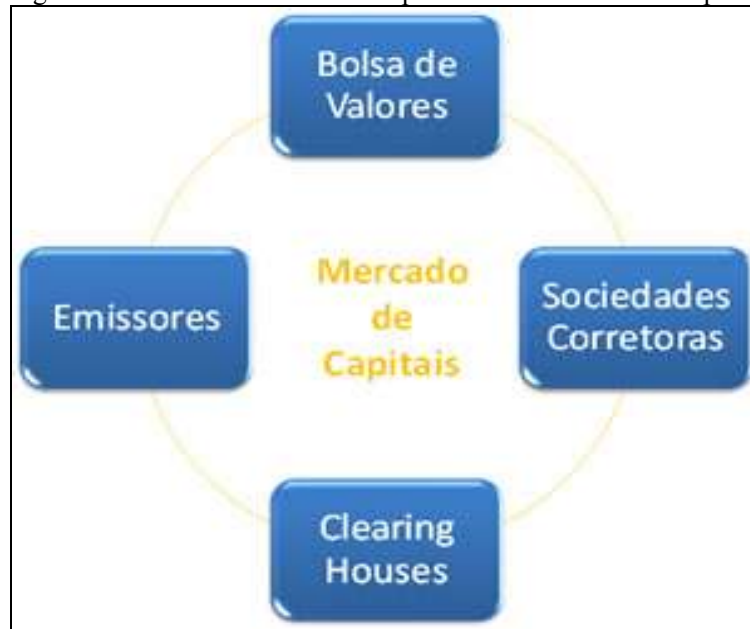 Bolsa de
Valores
Emissores
Mercado
de
Capitais
Sociedades
Corretoras
Clearing
Houses